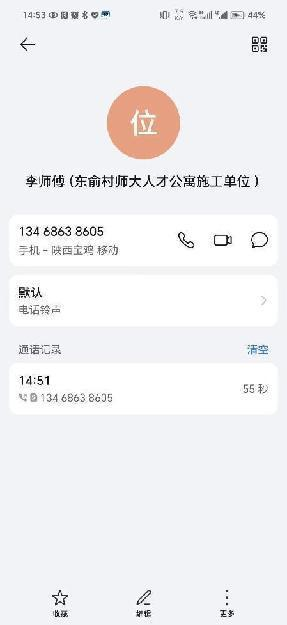 14:53
44%
位
李师傅 (东俞村师大人才公寓施工单位 )
134 6863 8605
手机 - 陕西宝鸡 移动
默认
电话铃声
通话记录
清空
14:51
134 6863 8605
55 秒
收藏
编辑
更多